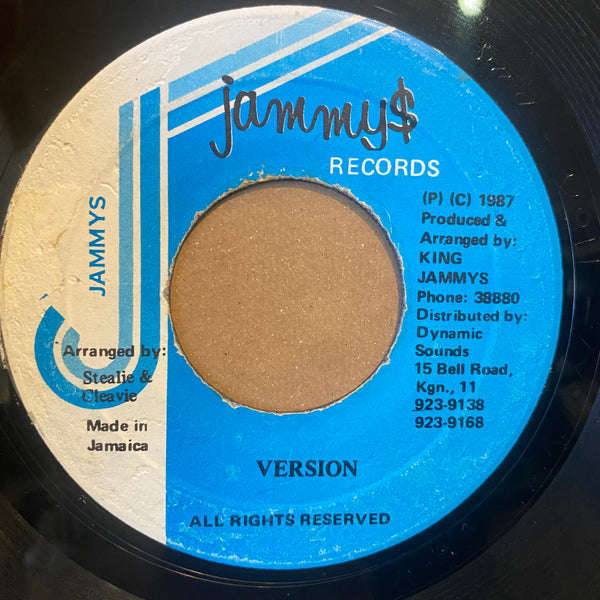 jammy$
RECORDS
JAMMYS
(P) (C) 1987
Produced &
Arranged by:
KING
JAMMYS
Phone: 38880
Distributed by:
Dynamic
Sounds
15 Bell Road,
Kgn., 11
923-9138
923-9168
Arranged by:
Stealie &
Cleavie
Made in
Jamaica
VERSION
ALL RIGHTS RESERVED